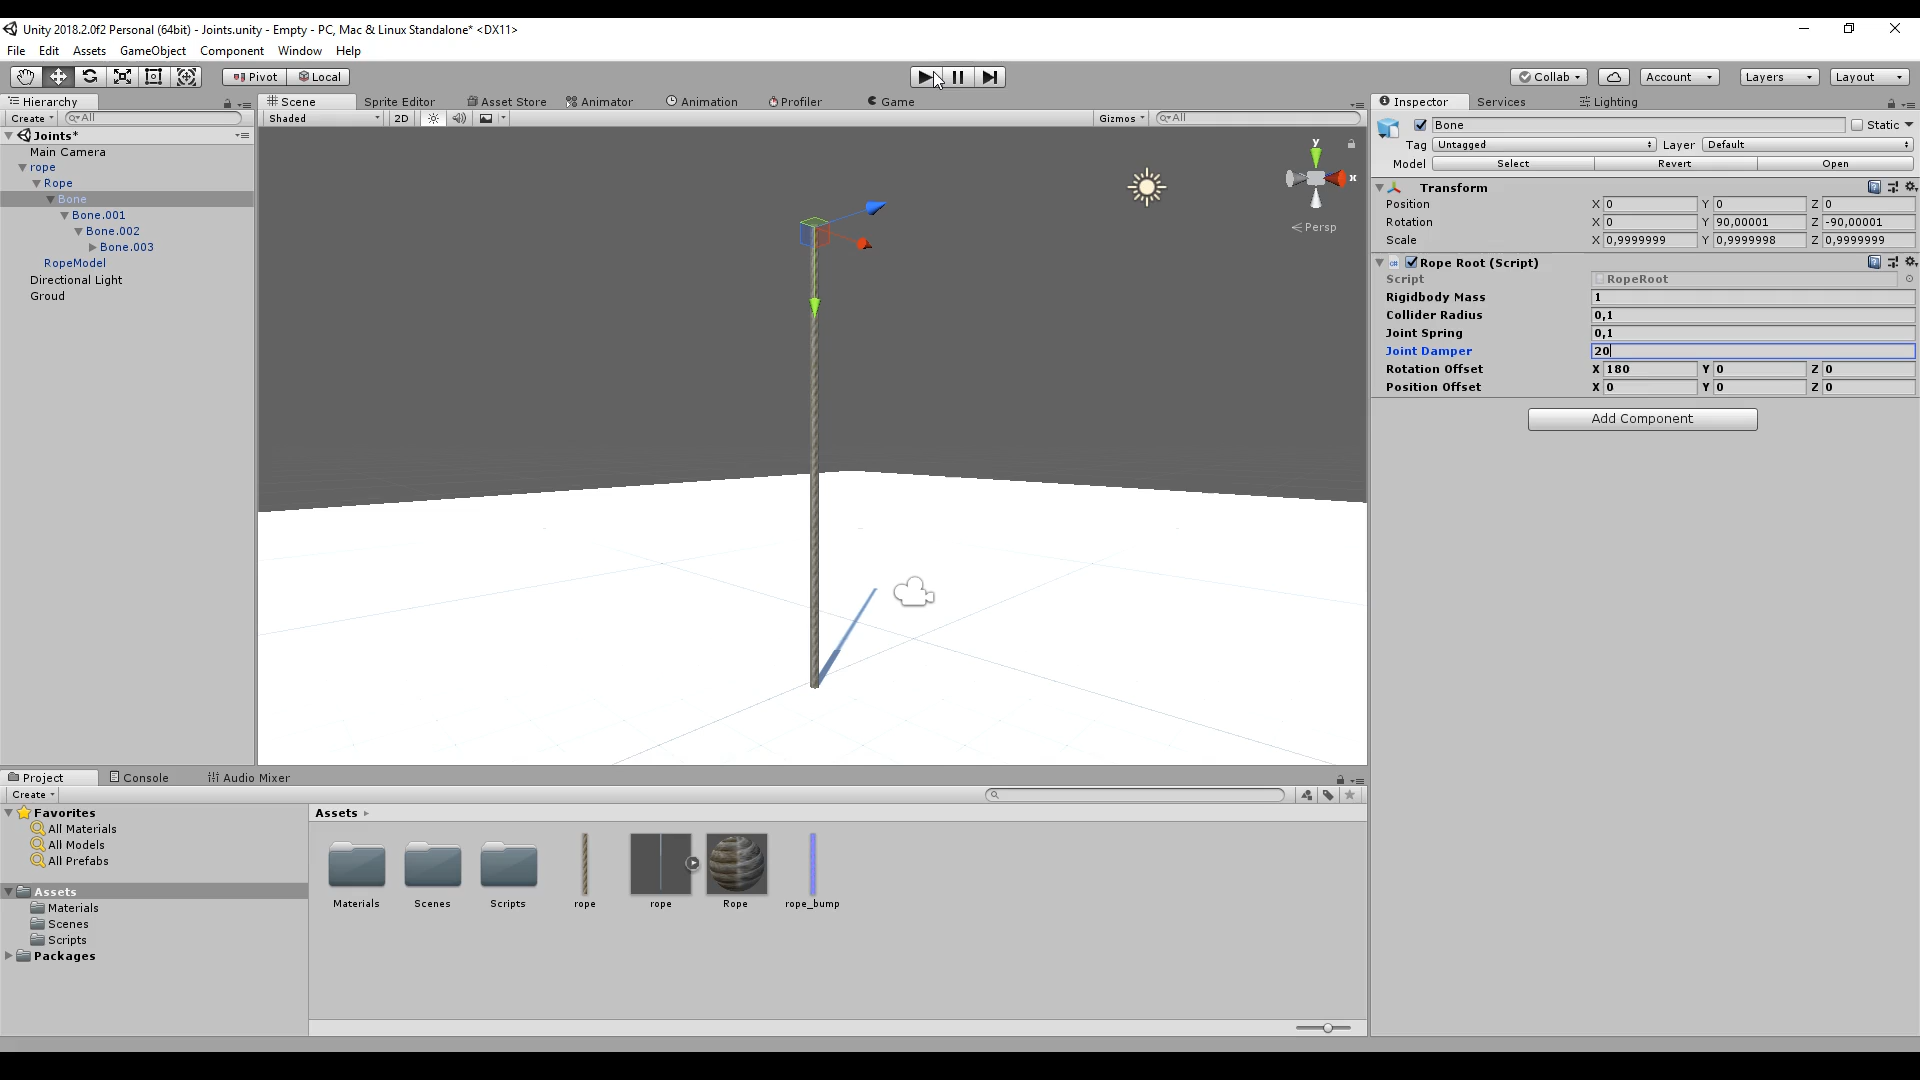 Unity 2018.2.0f2 Personal (64bit) - Joints.unity - Empty - PC, Mac & Linux Standalone* <DX11>
File Edit Assets GameObject Component Window Help
Pivot Local Collab Account Layers Layout
Hierarchy
Create All
Joints*
Main Camera
rope
Rope
Bone
Bone.001
Bone.002
Bone.003
RopeModel
Directional Light
Groud
Scene Sprite Editor Asset Store Animator Animation Profiler Game
Shaded 2D Gizmos All
y
x
Persp
Inspector Services Lighting
Bone Static
Tag Untagged Layer Default
Model Select Revert Open
Transform
Position X 0 Y 0 Z 0
Rotation X 0 Y 90,00001 Z -90,00001
Scale X 0,9999999 Y 0,9999998 Z 0,9999999
Rope Root (Script)
Script RopeRoot
Rigidbody Mass 1
Collider Radius 0,1
Joint Spring 0,1
Joint Damper 20
Rotation Offset X 180 Y 0 Z 0
Position Offset X 0 Y 0 Z 0
Add Component
Project Console Audio Mixer
Create
Favorites
All Materials
All Models
All Prefabs
Assets
Materials
Scenes
Scripts
Packages
Assets
Materials Scenes Scripts rope rope Rope rope_bump